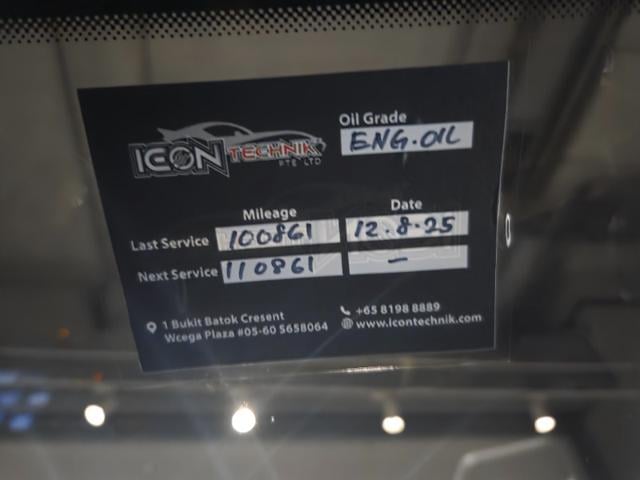 ICON TECHNIK
PTE LTD
Oil Grade
ENG.OIL
Mileage Date
Last Service 100861 12.8.25
Next Service 110861 –
1 Bukit Batok Cresent
Wcega Plaza #05-60 S658064
+65 8198 8889
www.icontechnik.com